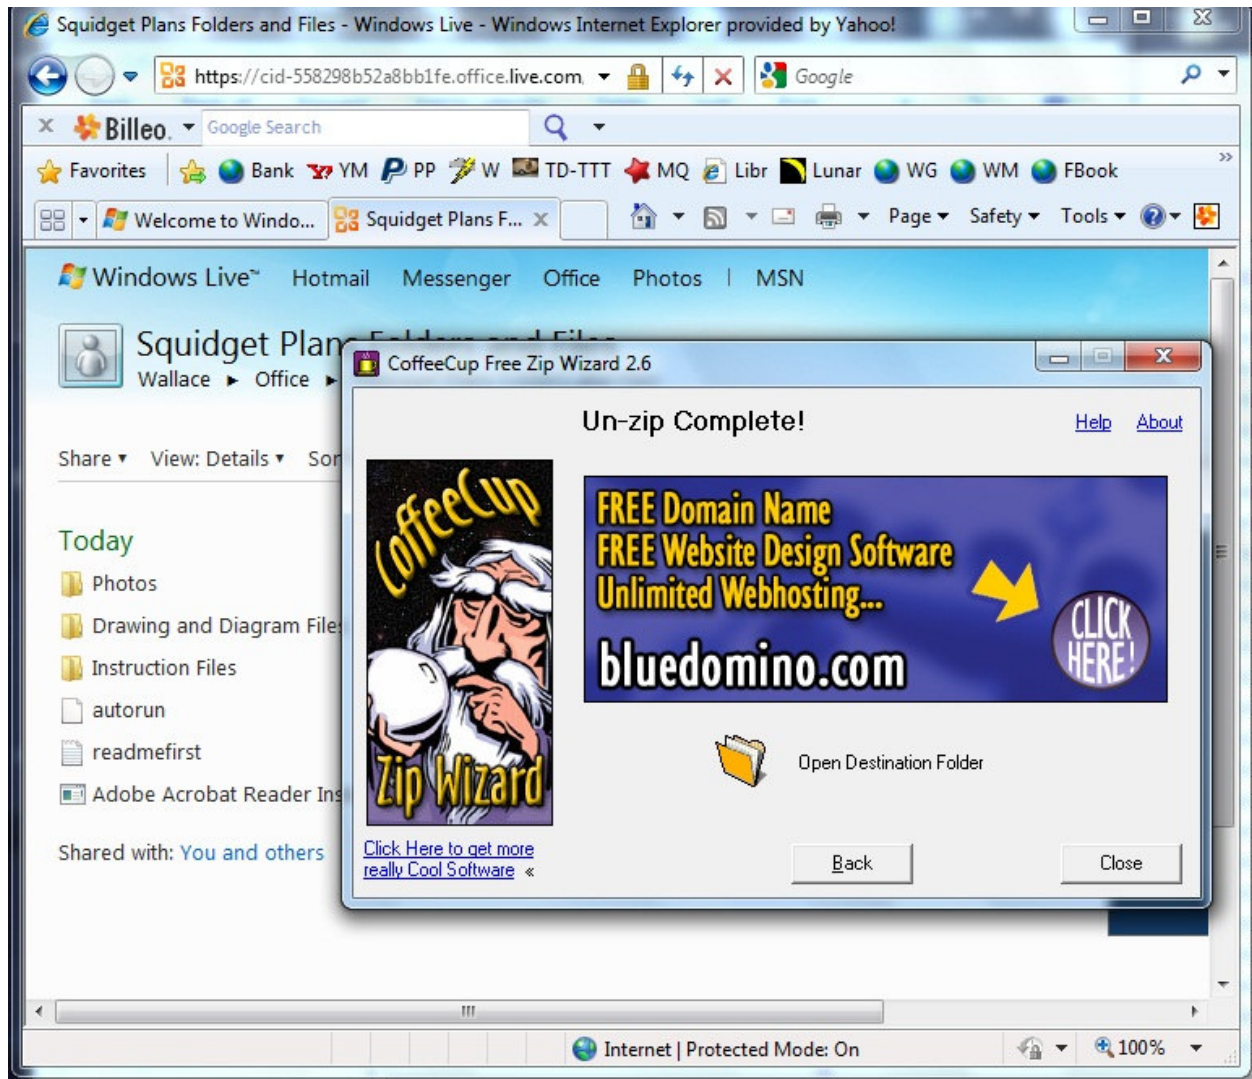 Squidget Plans Folders and Files - Windows Live - Windows Internet Explorer provided by Yahoo!
https://cid-558298b52a8bb1fe.office.live.com
Google
Billeo.
Google Search
Favorites Bank YM PP W TD-TTT MQ Libr Lunar WG WM FBook
Welcome to Windo... Squidget Plans F... Page Safety Tools
Windows Live™ Hotmail Messenger Office Photos | MSN
Squidget Plans Folders and Files
Wallace ► Office ►
Share View: Details Sor
Today
Photos
Drawing and Diagram File
Instruction Files
autorun
readmefirst
Adobe Acrobat Reader Ins
Shared with: You and others
CoffeeCup Free Zip Wizard 2.6
Un-zip Complete!
Help About
CoffeeCup
Zip Wizard
FREE Domain Name
FREE Website Design Software
Unlimited Webhosting...
bluedomino.com
CLICK
HERE!
Open Destination Folder
Click Here to get more
really Cool Software «
Back
Close
Internet | Protected Mode: On
100%